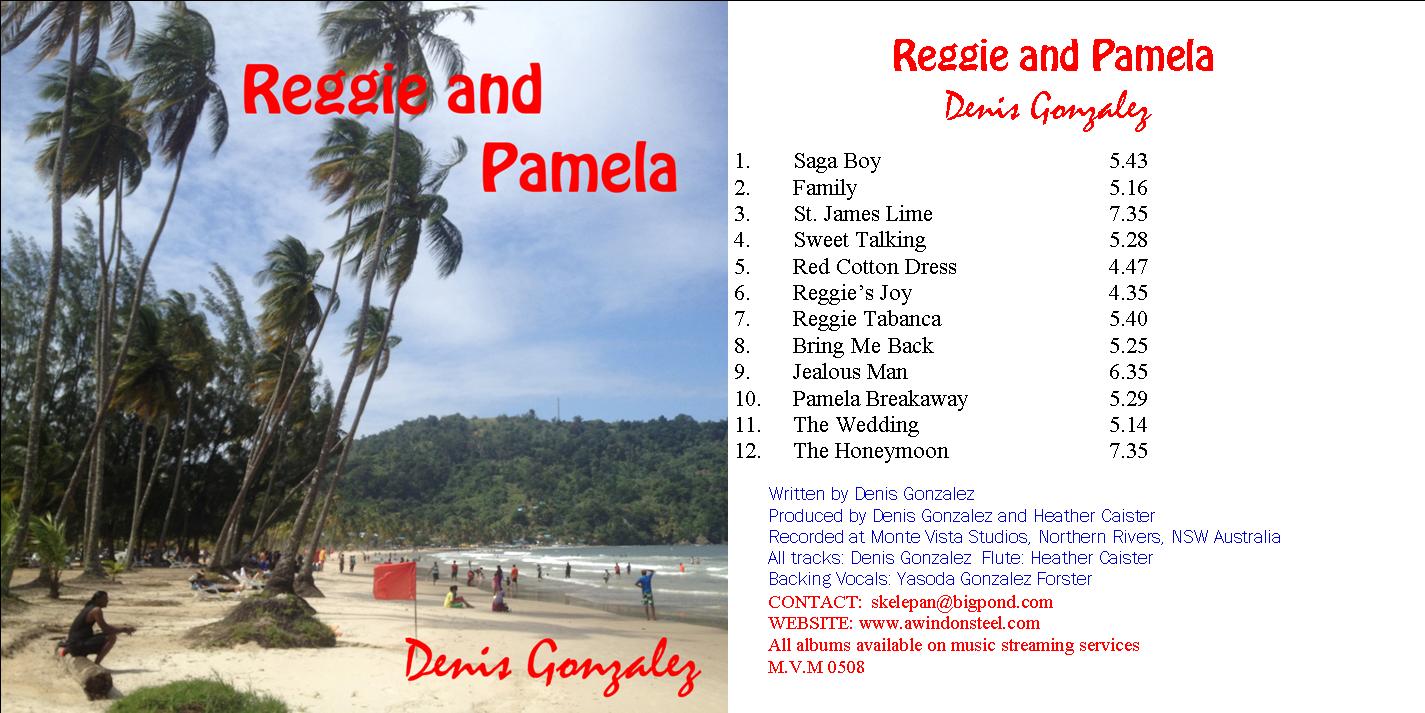 Reggie and
Pamela
Denis Gonzalez
Reggie and Pamela
Denis Gonzalez
1. Saga Boy 5.43
2. Family 5.16
3. St. James Lime 7.35
4. Sweet Talking 5.28
5. Red Cotton Dress 4.47
6. Reggie’s Joy 4.35
7. Reggie Tabanca 5.40
8. Bring Me Back 5.25
9. Jealous Man 6.35
10. Pamela Breakaway 5.29
11. The Wedding 5.14
12. The Honeymoon 7.35
Written by Denis Gonzalez
Produced by Denis Gonzalez and Heather Caister
Recorded at Monte Vista Studios, Northern Rivers, NSW Australia
All tracks: Denis Gonzalez Flute: Heather Caister
Backing Vocals: Yasoda Gonzalez Forster
CONTACT: skelepan@bigpond.com
WEBSITE: www.awindonsteel.com
All albums available on music streaming services
M.V.M 0508